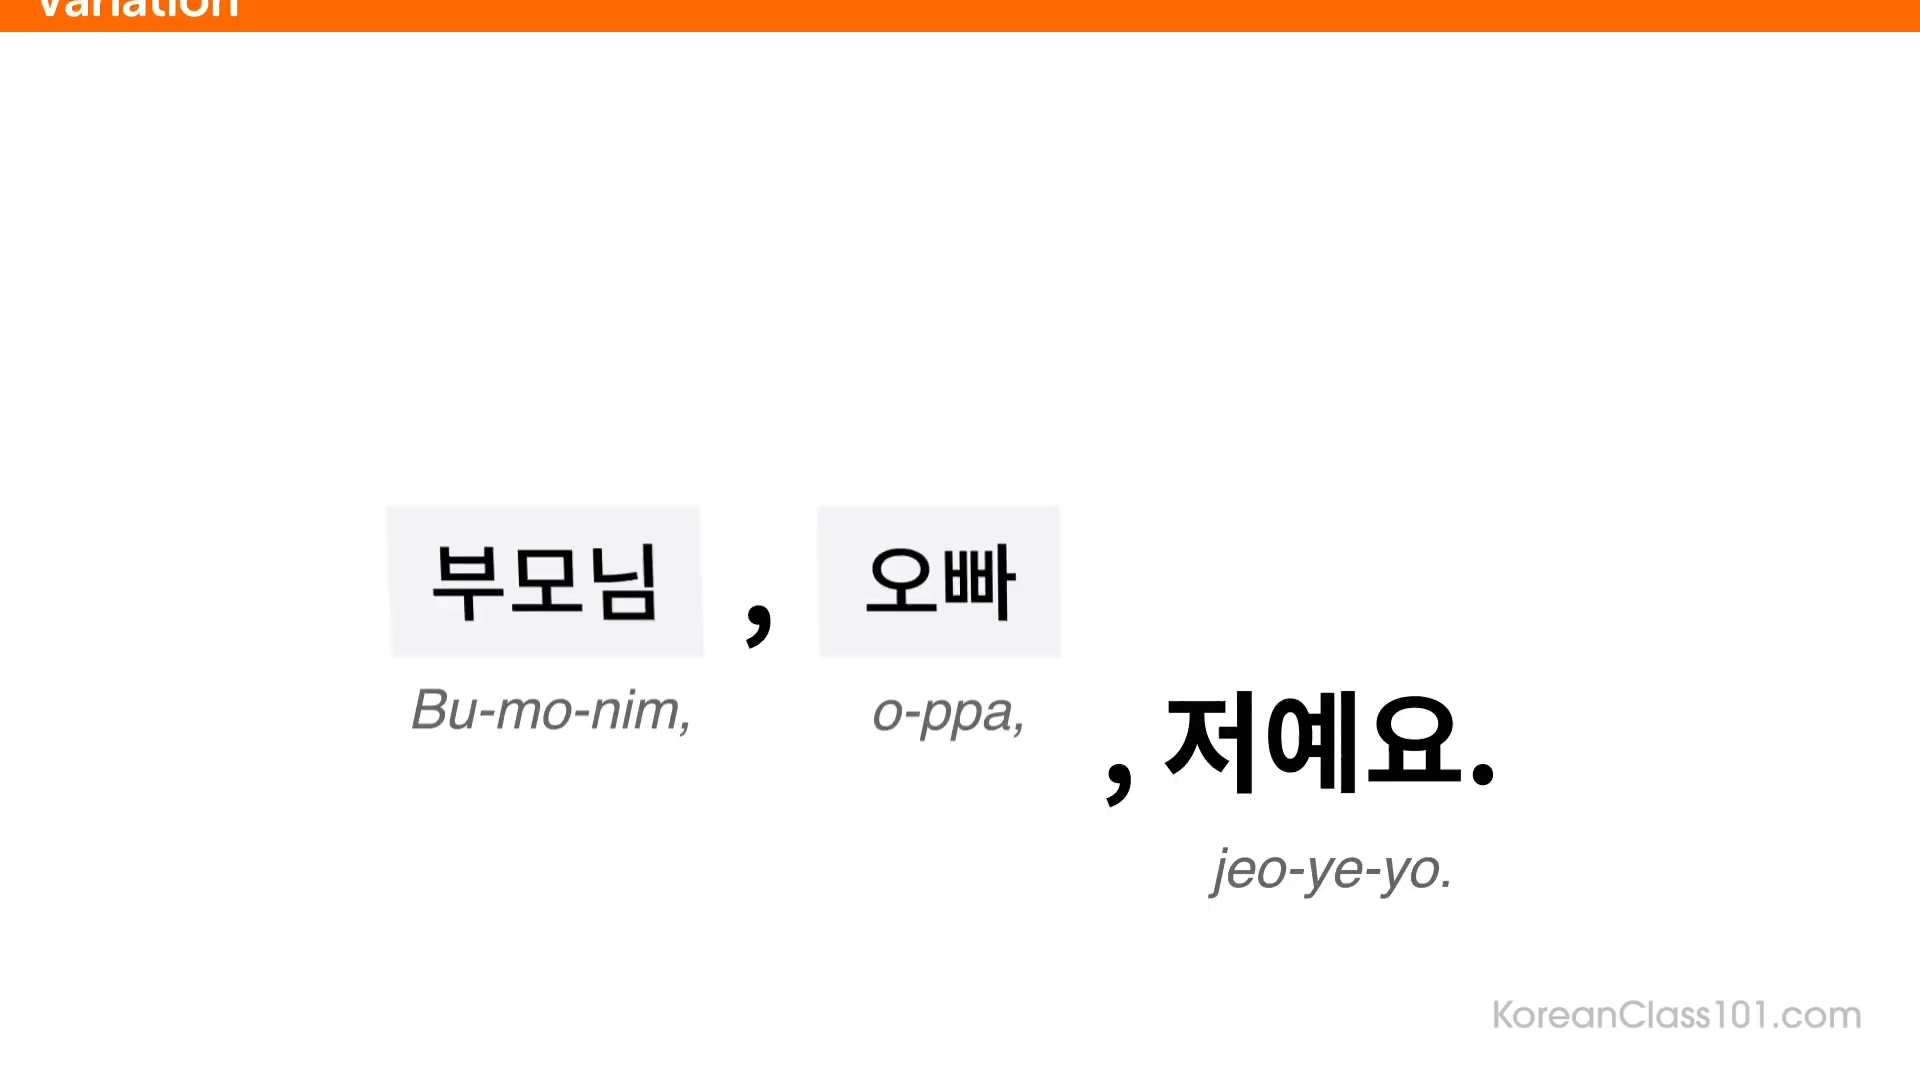 Variation
부모님 , 오빠
Bu-mo-nim, o-ppa,
, 저예요.
jeo-ye-yo.
KoreanClass101.com